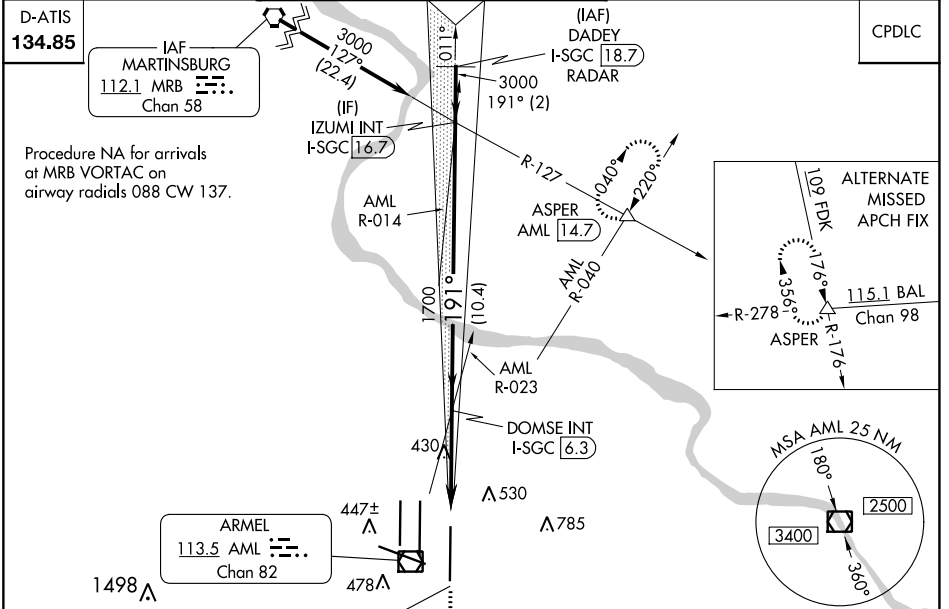 D-ATIS
134.85
IAF
MARTINSBURG
112.1 MRB
Chan 58
3000
127°
(22.4)
011°
(IAF)
DADEY
I-SGC 18.7
RADAR
3000
191° (2)
CPDLC
(IF)
IZUMI INT
I-SGC 16.7
Procedure NA for arrivals
at MRB VORTAC on
airway radials 088 CW 137.
R-127
040°
220°
AML
R-014
ASPER
AML 14.7
AML
R-040
1700
191°
(10.4)
AML
R-023
109 FDK
ALTERNATE
MISSED
APCH FIX
176°
356°
115.1 BAL
Chan 98
R-278
ASPER
R-176
DOMSE INT
I-SGC 6.3
430
530
447±
785
ARMEL
113.5 AML
Chan 82
1498
478
MSA AML 25 NM
180°
2500
3400
360°